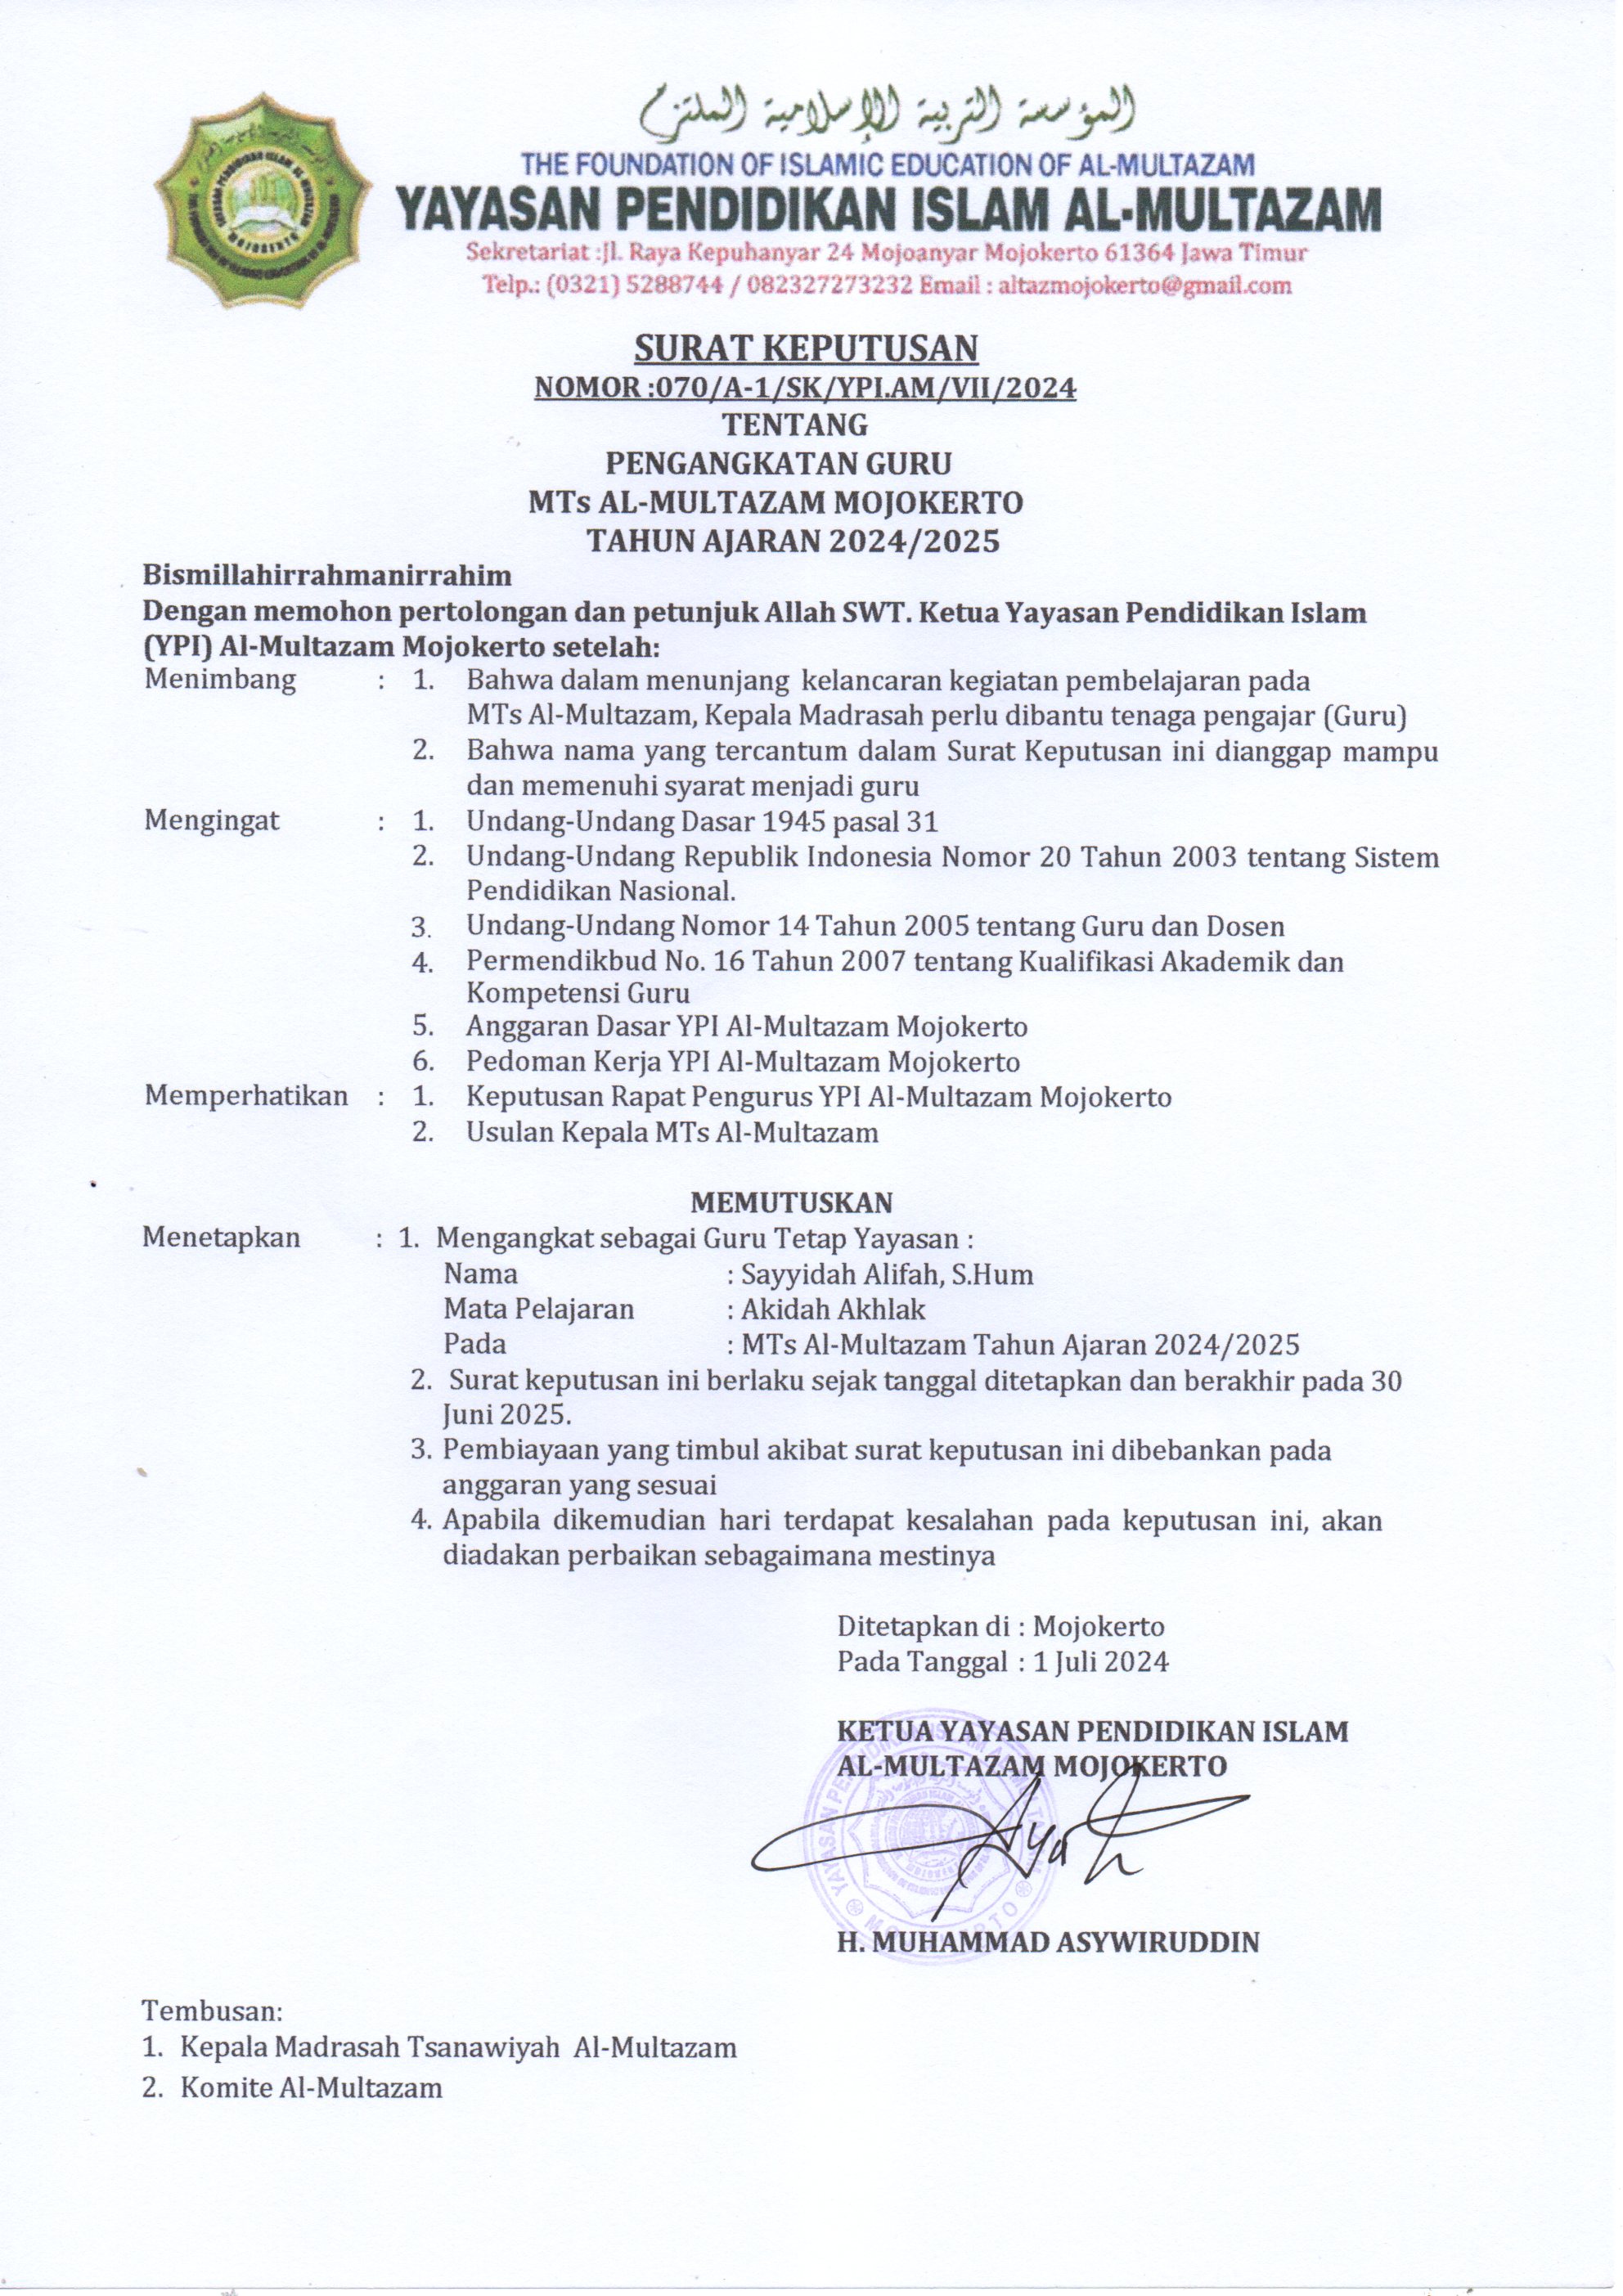 المؤسسة التربية الإسلامية الملتزم
THE FOUNDATION OF ISLAMIC EDUCATION OF AL-MULTAZAM
YAYASAN PENDIDIKAN ISLAM AL-MULTAZAM
Sekretariat :Jl. Raya Kepuhanyar 24 Mojoanyar Mojokerto 61364 Jawa Timur
Telp.: (0321) 5288744 / 082327273232 Email : altazmojokerto@gmail.com
SURAT KEPUTUSAN
NOMOR :070/A-1/SK/YPI.AM/VII/2024
TENTANG
PENGANGKATAN GURU
MTs AL-MULTAZAM MOJOKERTO
TAHUN AJARAN 2024/2025
Bismillahirrahmanirrahim
Dengan memohon pertolongan dan petunjuk Allah SWT. Ketua Yayasan Pendidikan Islam
(YPI) Al-Multazam Mojokerto setelah:
Menimbang : 1. Bahwa dalam menunjang kelancaran kegiatan pembelajaran pada
MTs Al-Multazam, Kepala Madrasah perlu dibantu tenaga pengajar (Guru)
2. Bahwa nama yang tercantum dalam Surat Keputusan ini dianggap mampu
dan memenuhi syarat menjadi guru
Mengingat : 1. Undang-Undang Dasar 1945 pasal 31
2. Undang-Undang Republik Indonesia Nomor 20 Tahun 2003 tentang Sistem
Pendidikan Nasional.
3. Undang-Undang Nomor 14 Tahun 2005 tentang Guru dan Dosen
4. Permendikbud No. 16 Tahun 2007 tentang Kualifikasi Akademik dan
Kompetensi Guru
5. Anggaran Dasar YPI Al-Multazam Mojokerto
6. Pedoman Kerja YPI Al-Multazam Mojokerto
Memperhatikan : 1. Keputusan Rapat Pengurus YPI Al-Multazam Mojokerto
2. Usulan Kepala MTs Al-Multazam
MEMUTUSKAN
Menetapkan : 1. Mengangkat sebagai Guru Tetap Yayasan :
Nama : Sayyidah Alifah, S.Hum
Mata Pelajaran : Akidah Akhlak
Pada : MTs Al-Multazam Tahun Ajaran 2024/2025
2. Surat keputusan ini berlaku sejak tanggal ditetapkan dan berakhir pada 30
Juni 2025.
3. Pembiayaan yang timbul akibat surat keputusan ini dibebankan pada
anggaran yang sesuai
4. Apabila dikemudian hari terdapat kesalahan pada keputusan ini, akan
diadakan perbaikan sebagaimana mestinya
Ditetapkan di : Mojokerto
Pada Tanggal : 1 Juli 2024
KETUA YAYASAN PENDIDIKAN ISLAM
AL-MULTAZAM MOJOKERTO
H. MUHAMMAD ASYWIRUDDIN
Tembusan:
1. Kepala Madrasah Tsanawiyah Al-Multazam
2. Komite Al-Multazam